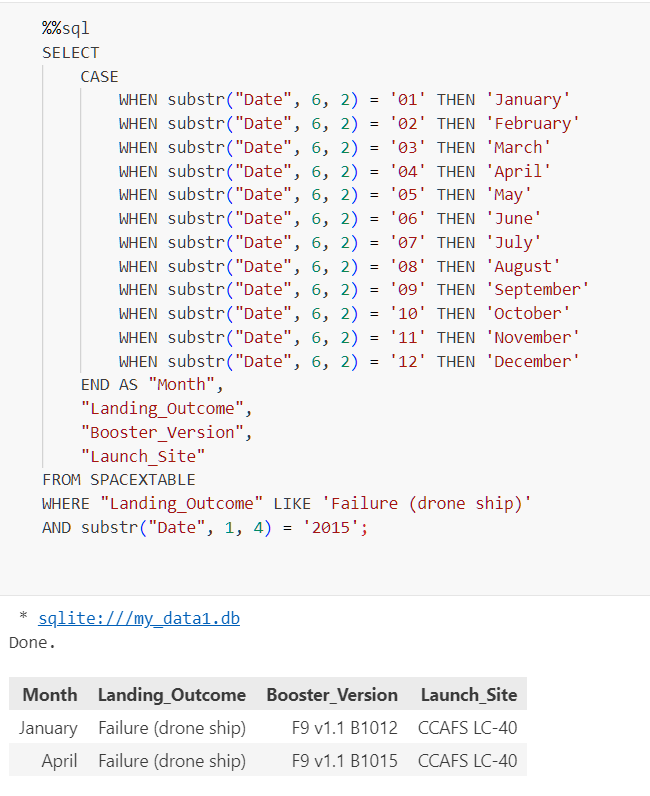 %%sql
SELECT
CASE
WHEN substr("Date", 6, 2) = '01' THEN 'January'
WHEN substr("Date", 6, 2) = '02' THEN 'February'
WHEN substr("Date", 6, 2) = '03' THEN 'March'
WHEN substr("Date", 6, 2) = '04' THEN 'April'
WHEN substr("Date", 6, 2) = '05' THEN 'May'
WHEN substr("Date", 6, 2) = '06' THEN 'June'
WHEN substr("Date", 6, 2) = '07' THEN 'July'
WHEN substr("Date", 6, 2) = '08' THEN 'August'
WHEN substr("Date", 6, 2) = '09' THEN 'September'
WHEN substr("Date", 6, 2) = '10' THEN 'October'
WHEN substr("Date", 6, 2) = '11' THEN 'November'
WHEN substr("Date", 6, 2) = '12' THEN 'December'
END AS "Month",
"Landing_Outcome",
"Booster_Version",
"Launch_Site"
FROM SPACEXTABLE
WHERE "Landing_Outcome" LIKE 'Failure (drone ship)'
AND substr("Date", 1, 4) = '2015';
* sqlite:///my_data1.db
Done.
Month Landing_Outcome Booster_Version Launch_Site
January Failure (drone ship) F9 v1.1 B1012 CCAFS LC-40
April Failure (drone ship) F9 v1.1 B1015 CCAFS LC-40